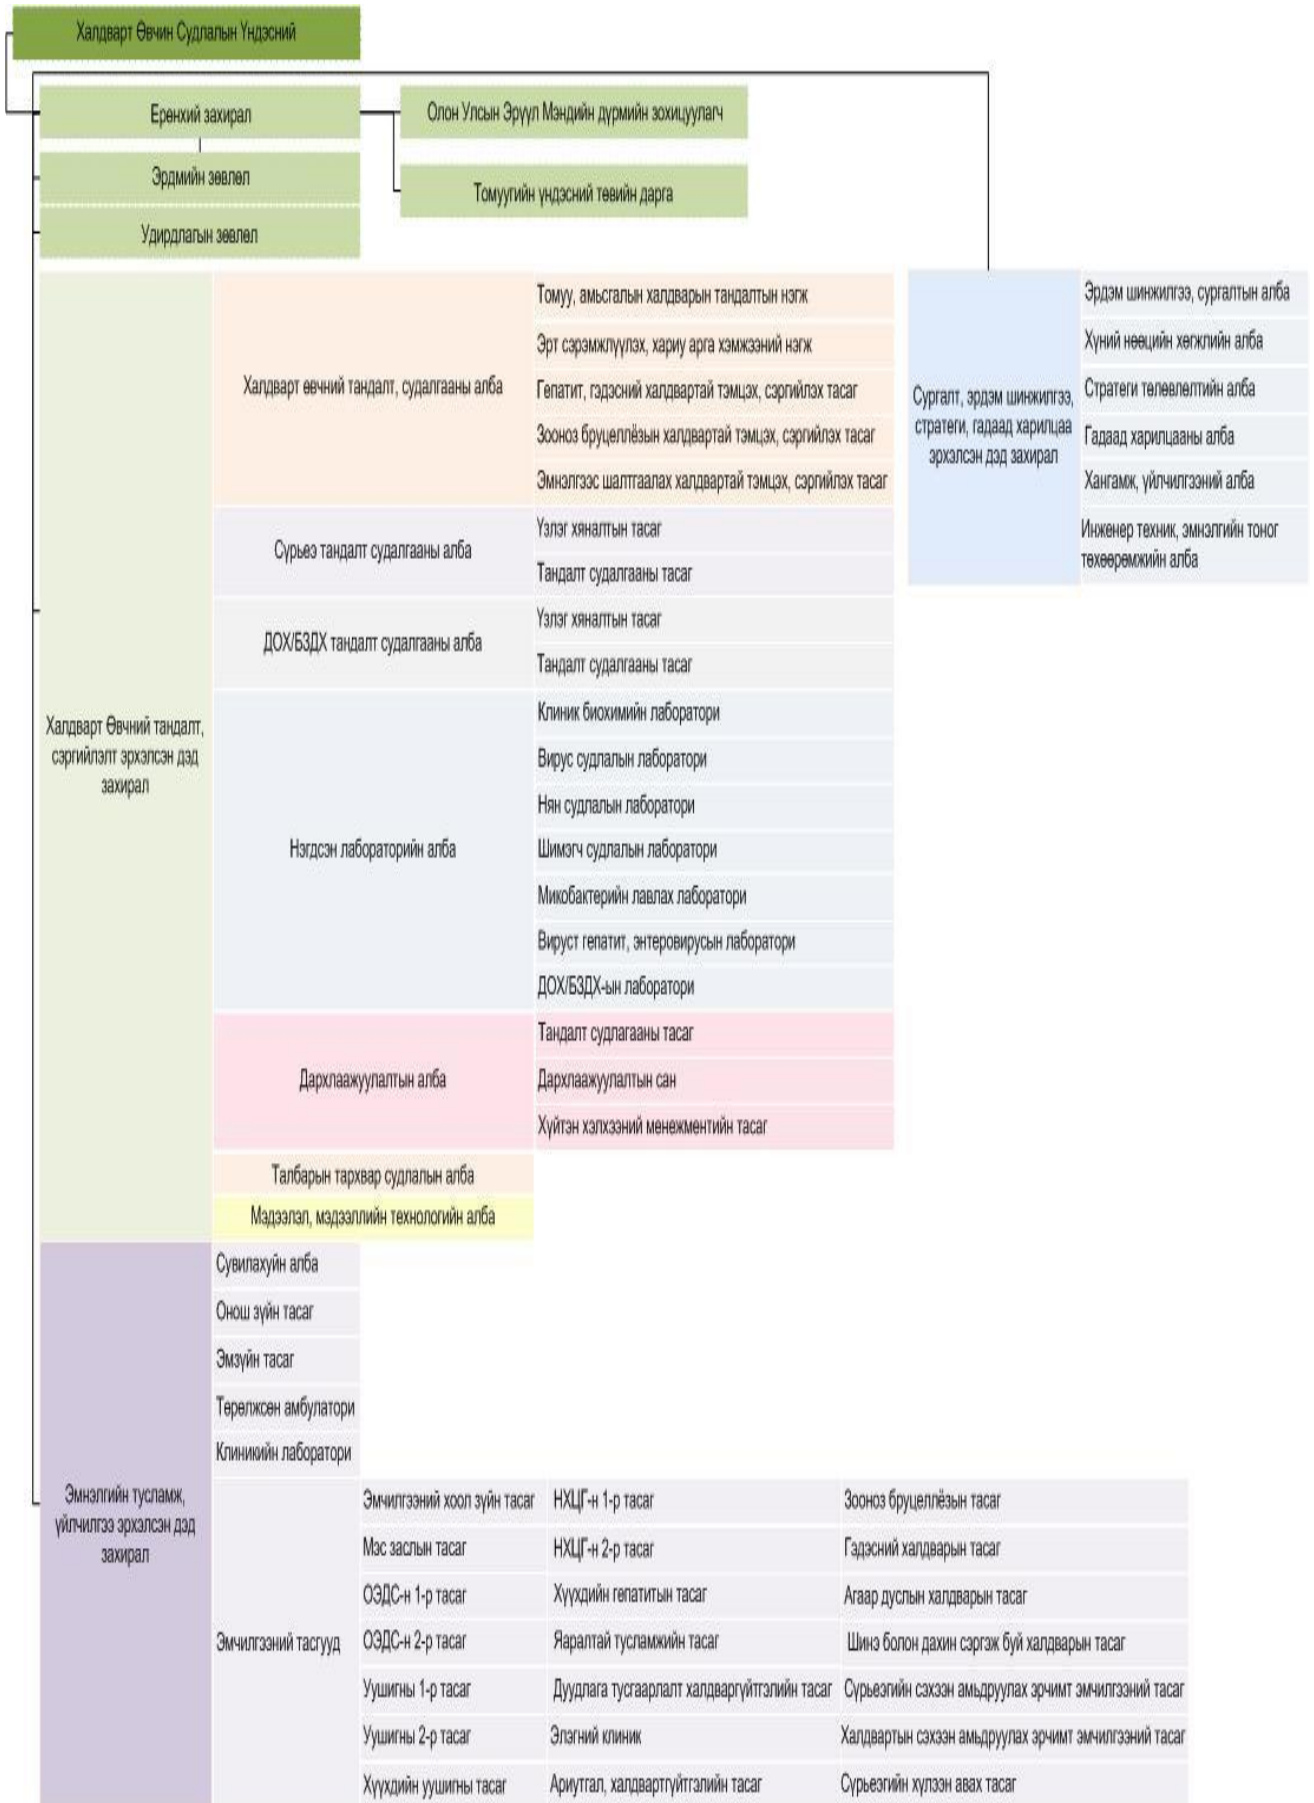 Халдварт Өвчин Судлалын Үндэсний
Ерөнхий захирал
Олон Улсын Эрүүл Мэндийн дүрмийн зохицуулагч
Эрдмийн зөвлөл
Томуугийн үндэсний төвийн дарга
Удирдлагын зөвлөл
Халдварт Өвчний тандалт,
сэргийлэлт эрхэлсэн дэд
захирал
Халдварт өвчний тандалт, судалгааны алба
Томуу, амьсгалын халдварын тандалтын нэгж
Эрт сэрэмжлүүлэх, хариу арга хэмжээний нэгж
Гепатит, гэдэсний халдвартай тэмцэх, сэргийлэх тасаг
Зооноз бруцеллёзын халдвартай тэмцэх, сэргийлэх тасаг
Эмнэлгээс шалтгаалах халдвартай тэмцэх, сэргийлэх тасаг
Сүрьеэ тандалт судалгааны алба
Үзлэг хяналтын тасаг
Тандалт судалгааны тасаг
ДОХ/БЗДХ тандалт судалгааны алба
Үзлэг хяналтын тасаг
Тандалт судалгааны тасаг
Нэгдсэн лабораторийн алба
Клиник биохимийн лаборатори
Вирус судлалын лаборатори
Нян судлалын лаборатори
Шимэгч судлалын лаборатори
Микобактерийн лавлах лаборатори
Вируст гепатит, энтеровирусын лаборатори
ДОХ/БЗДХ-ын лаборатори
Дархлаажуулалтын алба
Тандалт судлагааны тасаг
Дархлаажуулалтын сан
Хүйтэн хэлхээний менежментийн тасаг
Талбарын тархвар судлалын алба
Мэдээлэл, мэдээллийн технологийн алба
Сургалт, эрдэм шинжилгээ,
стратеги, гадаад харилцаа
эрхэлсэн дэд захирал
Эрдэм шинжилгээ, сургалтын алба
Хүний нөөцийн хөгжлийн алба
Стратеги төлөвлөлтийн алба
Гадаад харилцааны алба
Хангамж, үйлчилгээний алба
Инженер техник, эмнэлгийн тоног
төхөөрөмжийн алба
Эмнэлгийн тусламж,
үйлчилгээ эрхэлсэн дэд
захирал
Сувилахуйн алба
Онош зүйн тасаг
Эмзүйн тасаг
Төрөлжсөн амбулатори
Клиникийн лаборатори
Эмчилгээний тасгууд
Эмчилгээний хоол зүйн тасаг
НХЦГ-н 1-р тасаг
Зооноз бруцеллёзын тасаг
Мэс заслын тасаг
НХЦГ-н 2-р тасаг
Гэдэсний халдварын тасаг
ОЭДС-н 1-р тасаг
Хүүхдийн гепатитын тасаг
Агаар дуслын халдварын тасаг
ОЭДС-н 2-р тасаг
Яаралтай тусламжийн тасаг
Шинэ болон дахин сэргэж буй халдварын тасаг
Уушигны 1-р тасаг
Дуудлага тусгаарлалт халдваргүйтгэлийн тасаг
Сүрьеэгийн сэхээн амьдруулах эрчимт эмчилгээний тасаг
Уушигны 2-р тасаг
Элэгний клиник
Халдвартын сэхээн амьдруулах эрчимт эмчилгээний тасаг
Хүүхдийн уушигны тасаг
Ариутгал, халдвартгүйтгэлийн тасаг
Сүрьеэгийн хүлээн авах тасаг